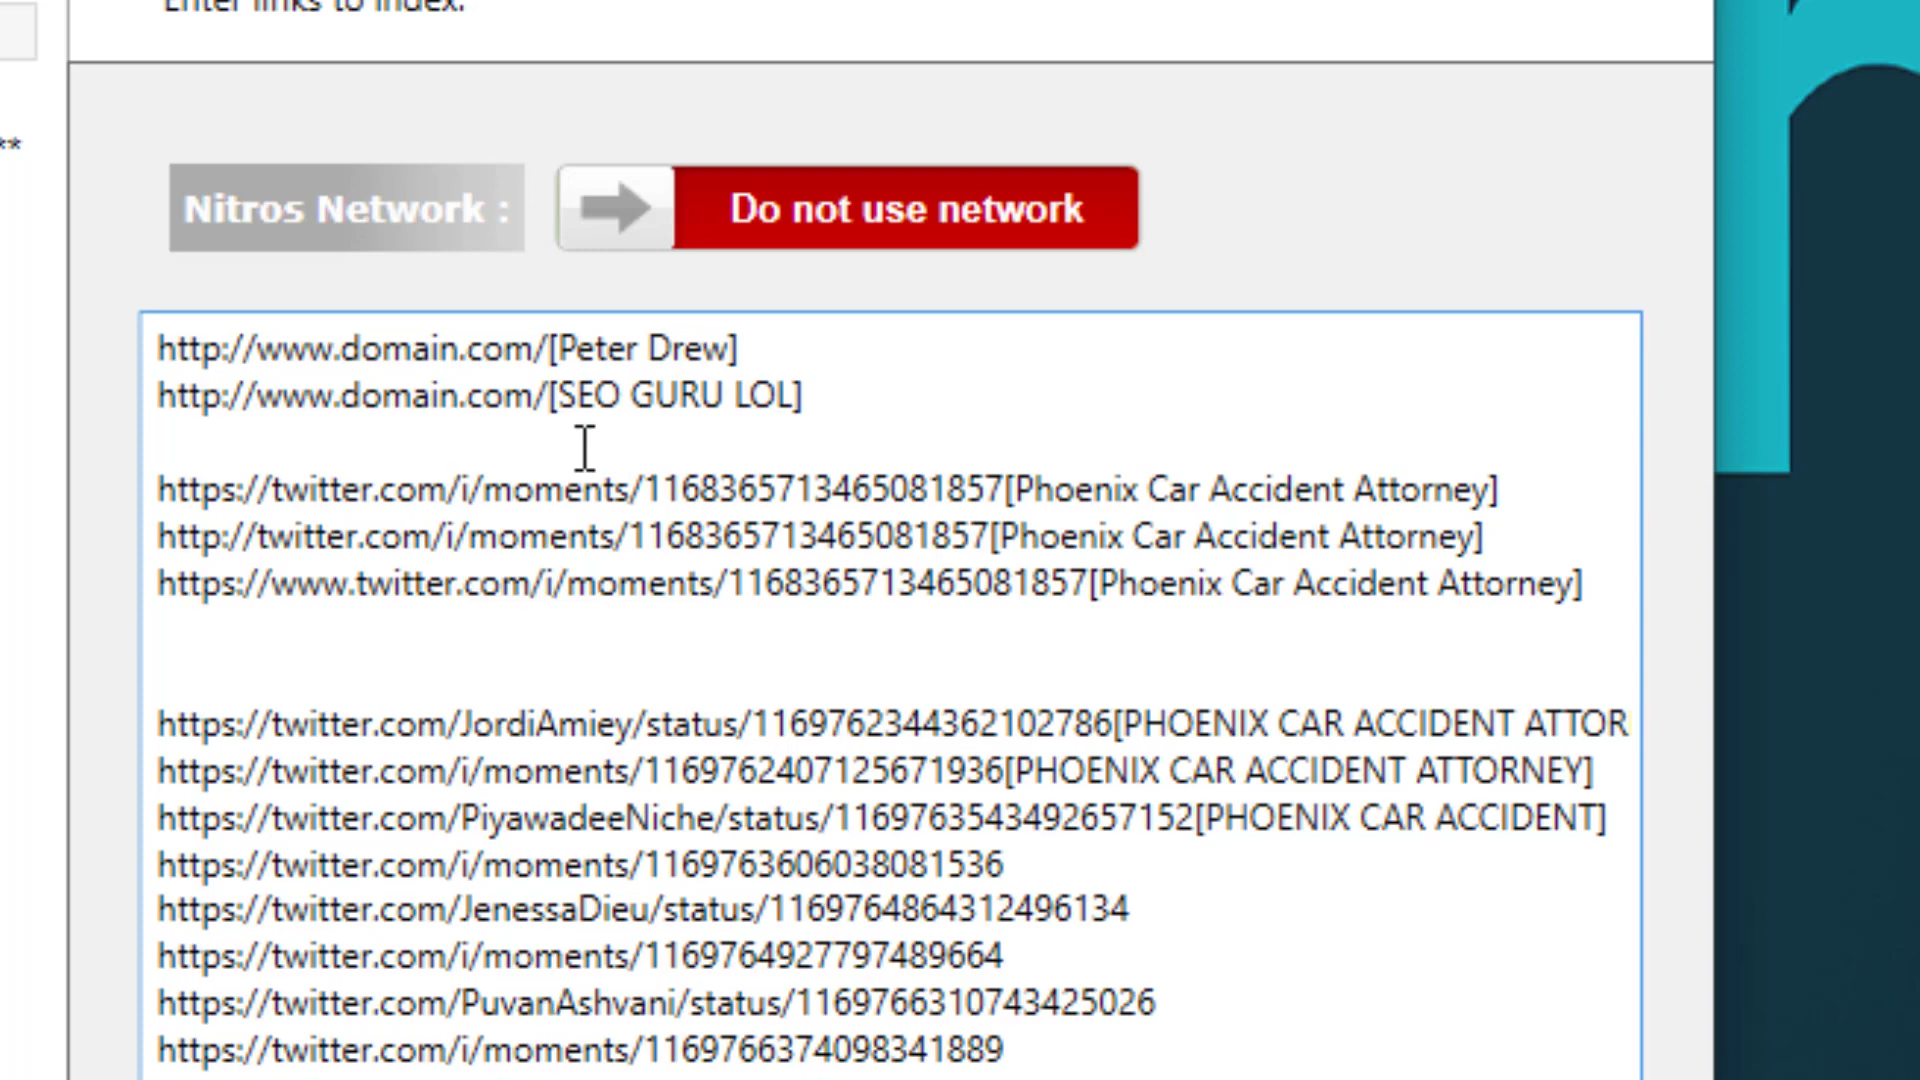 Enter links to index:
**
Nitros Network :
Do not use network
http://www.domain.com/[Peter Drew]
http://www.domain.com/[SEO GURU LOL]
https://twitter.com/i/moments/1168365713465081857[Phoenix Car Accident Attorney]
http://twitter.com/i/moments/1168365713465081857[Phoenix Car Accident Attorney]
https://www.twitter.com/i/moments/1168365713465081857[Phoenix Car Accident Attorney]
https://twitter.com/JordiAmiey/status/1169762344362102786[PHOENIX CAR ACCIDENT ATTOR
https://twitter.com/i/moments/1169762407125671936[PHOENIX CAR ACCIDENT ATTORNEY]
https://twitter.com/PiyawadeeNiche/status/1169763543492657152[PHOENIX CAR ACCIDENT]
https://twitter.com/i/moments/1169763606038081536
https://twitter.com/JenessaDieu/status/1169764864312496134
https://twitter.com/i/moments/1169764927797489664
https://twitter.com/PuvanAshvani/status/1169766310743425026
https://twitter.com/i/moments/1169766374098341889